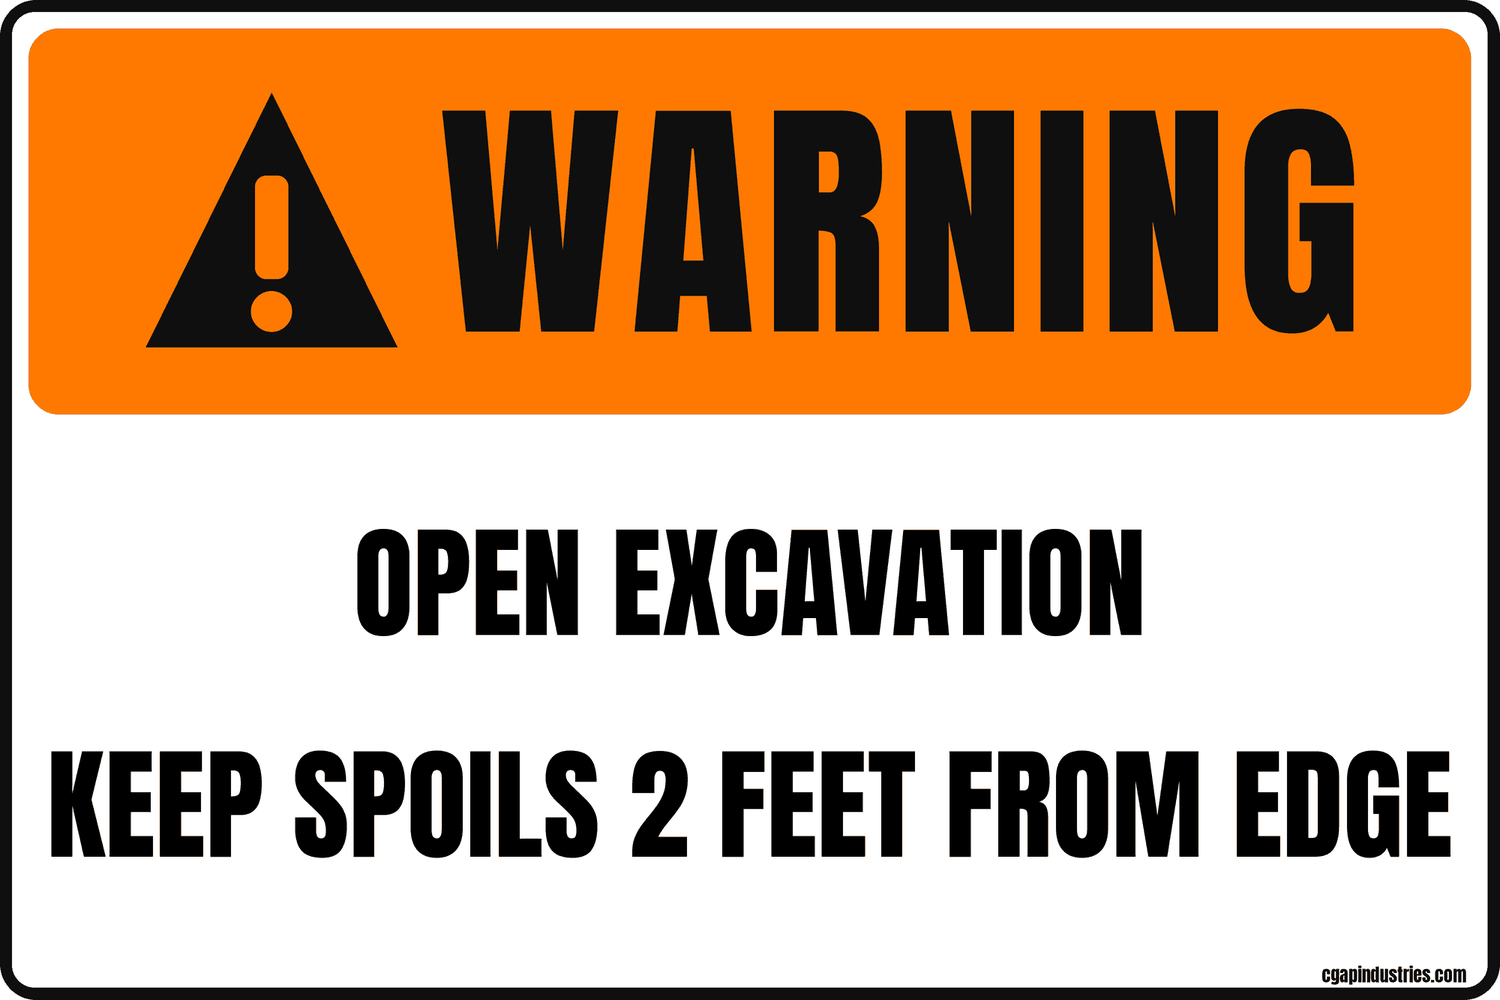 WARNING
OPEN EXCAVATION
KEEP SPOILS 2 FEET FROM EDGE
cgapindustries.com